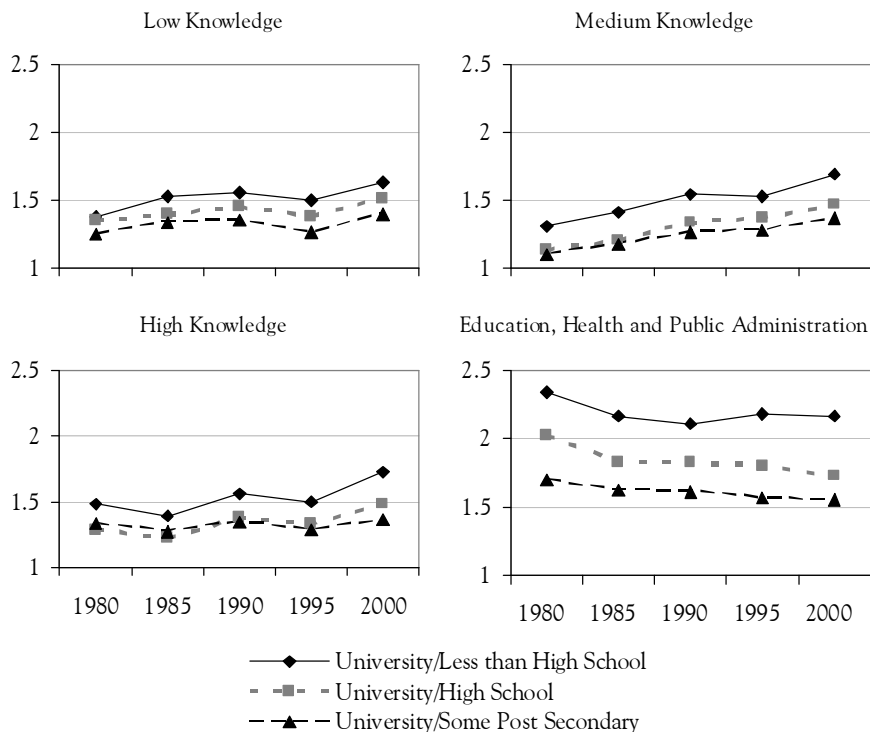 Low Knowledge
Medium Knowledge
2.5
2
1.5
1
2.5
2
1.5
1
High Knowledge
Education, Health and Public Administration
2.5
2
1.5
1
1980 1985 1990 1995 2000
2.5
2
1.5
1
1980 1985 1990 1995 2000
University/Less than High School
University/High School
University/Some Post Secondary